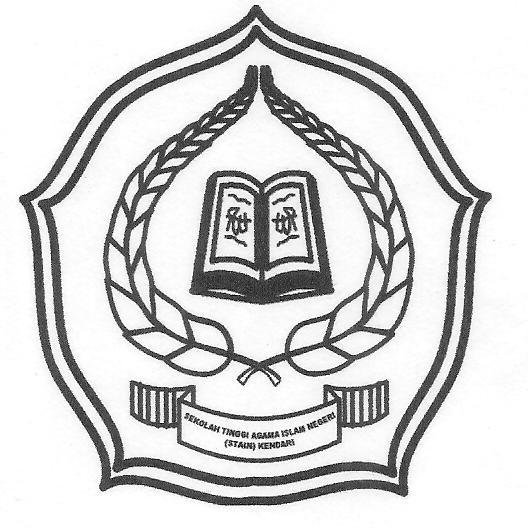 SEKOLAH TINGGI AGAMA ISLAM NEGERI
(STAIN) KENDARI